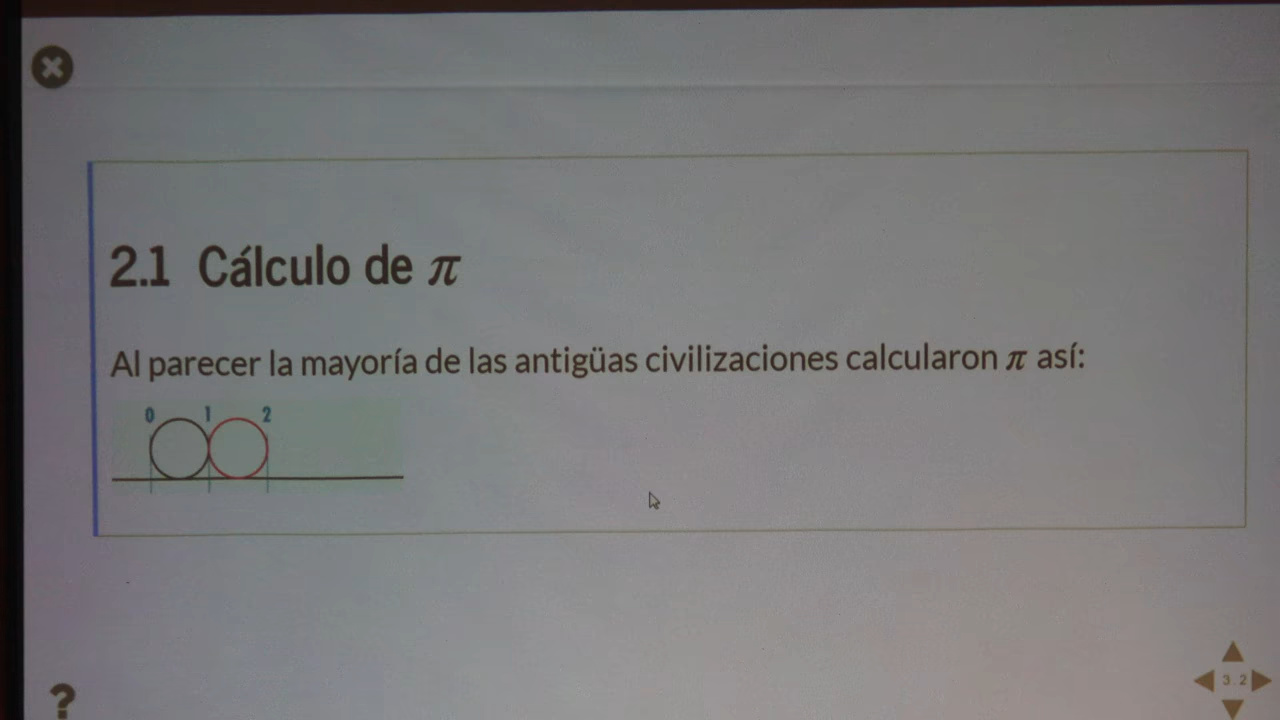 2.1 Cálculo de π
Al parecer la mayoría de las antigüas civilizaciones calcularon π así:
0 1 2
?
3.2